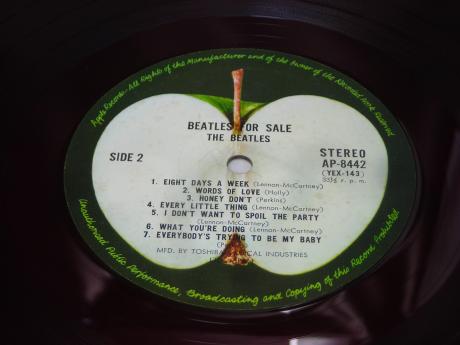 Apple Records - All Rights of the Manufacturer and of the Owner of the Recorded Work Reserved
BEATLES FOR SALE
THE BEATLES
SIDE 2
STEREO
AP-8442
(YEX-143)
33⅓ r. p. m.
1. EIGHT DAYS A WEEK (Lennon-McCartney)
2. WORDS OF LOVE (Holly)
3. HONEY DON'T (Perkins)
4. EVERY LITTLE THING (Lennon-McCartney)
5. I DON'T WANT TO SPOIL THE PARTY
(Lennon-McCartney)
6. WHAT YOU'RE DOING (Lennon-McCartney)
7. EVERYBODY'S TRYING TO BE MY BABY
MFD. BY TOSHIBA MUSICAL INDUSTRIES
Unauthorized Public Performance, Broadcasting and Copying of this Record Prohibited